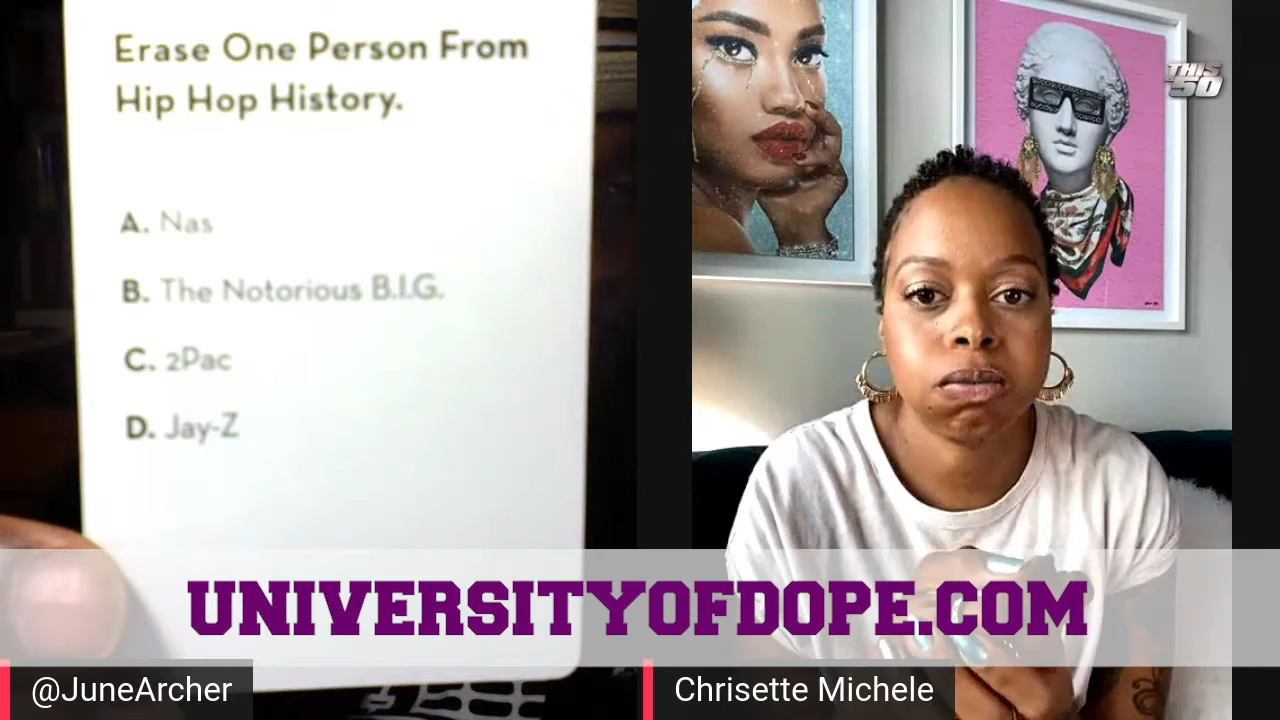 Erase One Person From
Hip Hop History.
A. Nas
B. The Notorious B.I.G.
C. 2Pac
D. Jay-Z
THIS
50
UNIVERSITYOFDOPE.COM
@JuneArcher
Chrisette Michele